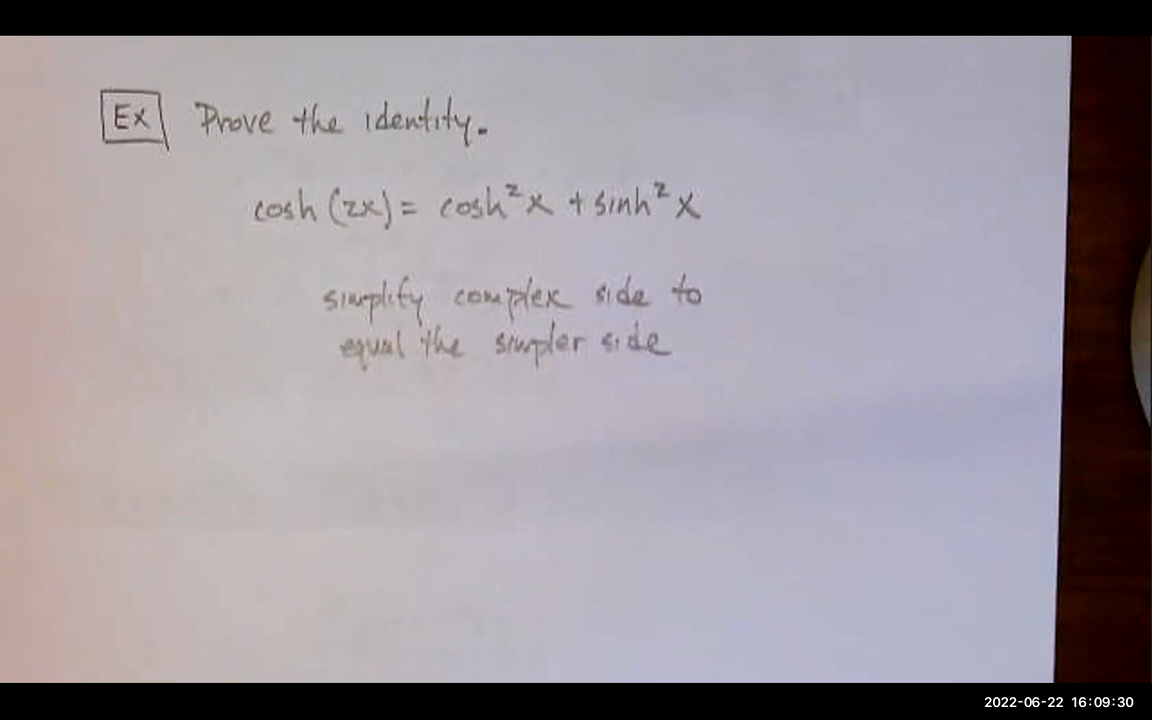 Ex Prove the identity.
cosh (2x) = cosh²x + sinh²x
simplify complex side to
equal the simpler side
2022-06-22 16:09:30